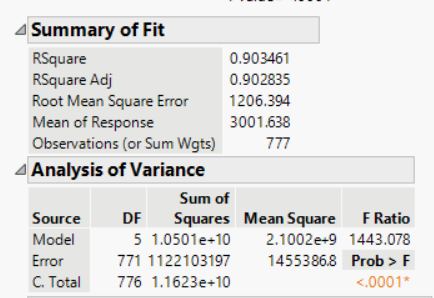 Summary of Fit
RSquare 0.903461
RSquare Adj 0.902835
Root Mean Square Error 1206.394
Mean of Response 3001.638
Observations (or Sum Wgts) 777
Analysis of Variance
Sum of
Source DF Squares Mean Square F Ratio
Model 5 1.0501e+10 2.1002e+9 1443.078
Error 771 1122103197 1455386.8 Prob > F
C. Total 776 1.1623e+10 <.0001*